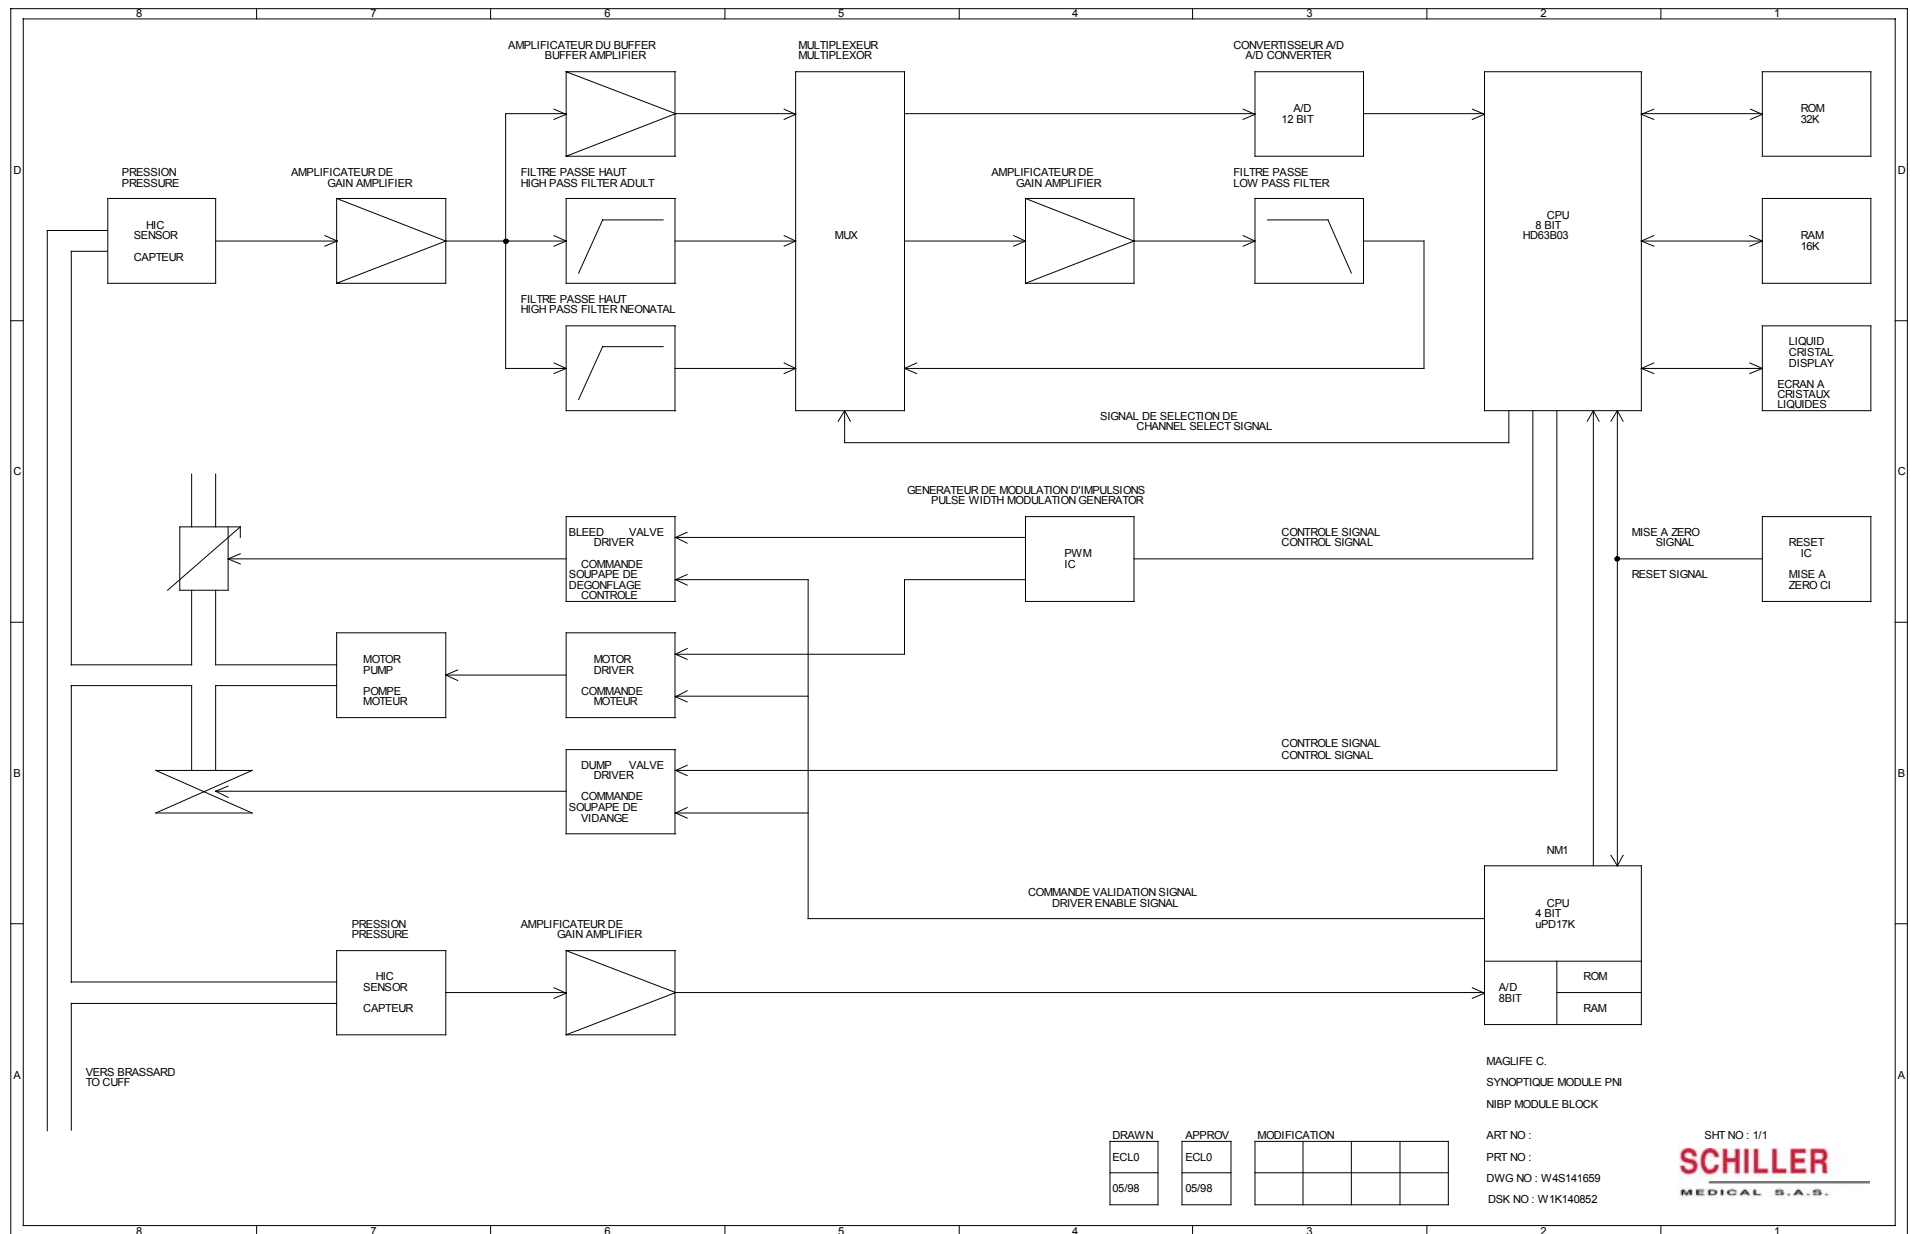 8 7 6 5 4 3 2 1
AMPLIFICATEUR DU BUFFER
BUFFER AMPLIFIER
MULTIPLEXEUR
MULTIPLEXOR
CONVERTISSEUR A/D
A/D CONVERTER
A/D
12 BIT
ROM
32K
D
D
PRESSION
PRESSURE
AMPLIFICATEUR DE
GAIN AMPLIFIER
FILTRE PASSE HAUT
HIGH PASS FILTER ADULT
AMPLIFICATEUR DE
GAIN AMPLIFIER
FILTRE PASSE
LOW PASS FILTER
HIC
SENSOR
CAPTEUR
MUX
CPU
8 BIT
HD63B03
RAM
16K
FILTRE PASSE HAUT
HIGH PASS FILTER NEONATAL
LIQUID
CRISTAL
DISPLAY
ECRAN A
CRISTAUX
LIQUIDES
SIGNAL DE SELECTION DE
CHANNEL SELECT SIGNAL
C
C
GENERATEUR DE MODULATION D'IMPULSIONS
PULSE WIDTH MODULATION GENERATOR
BLEED VALVE
DRIVER
COMMANDE
SOUPAPE DE
DEGONFLAGE
CONTROLE
PWM
IC
CONTROLE SIGNAL
CONTROL SIGNAL
MISE A ZERO
SIGNAL
RESET SIGNAL
RESET
IC
MISE A
ZERO CI
MOTOR
PUMP
POMPE
MOTEUR
MOTOR
DRIVER
COMMANDE
MOTEUR
CONTROLE SIGNAL
CONTROL SIGNAL
B
B
DUMP VALVE
DRIVER
COMMANDE
SOUPAPE DE
VIDANGE
NM1
COMMANDE VALIDATION SIGNAL
DRIVER ENABLE SIGNAL
CPU
4 BIT
uPD17K
PRESSION
PRESSURE
AMPLIFICATEUR DE
GAIN AMPLIFIER
HIC
SENSOR
CAPTEUR
A/D
8BIT
ROM
RAM
A
A
VERS BRASSARD
TO CUFF
MAGLIFE C.
SYNOPTIQUE MODULE PNI
NIBP MODULE BLOCK
DRAWN APPROV MODIFICATION
ECL0 ECL0
05/98 05/98
ART NO :
PRT NO :
DWG NO : W4S141659
DSK NO : W1K140852
SHT NO : 1/1
SCHILLER
MEDICAL S.A.S.
8 7 6 5 4 3 2 1